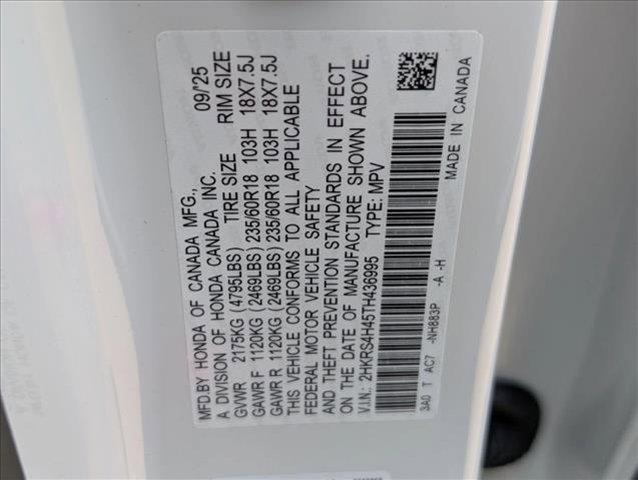 MFD.BY HONDA OF CANADA MFG., 09/'25
A DIVISION OF HONDA CANADA INC.
GVWR 2175KG (4795LBS) TIRE SIZE RIM SIZE
GAWR F 1120KG (2469LBS) 235/60R18 103H 18X7.5J
GAWR R 1120KG (2469LBS) 235/60R18 103H 18X7.5J
THIS VEHICLE CONFORMS TO ALL APPLICABLE
FEDERAL MOTOR VEHICLE SAFETY
AND THEFT PREVENTION STANDARDS IN EFFECT
ON THE DATE OF MANUFACTURE SHOWN ABOVE.
V.I.N.: 2HKRS4H45TH436995 TYPE: MPV
3A0 T AC7 -NH883P -A -H MADE IN CANADA